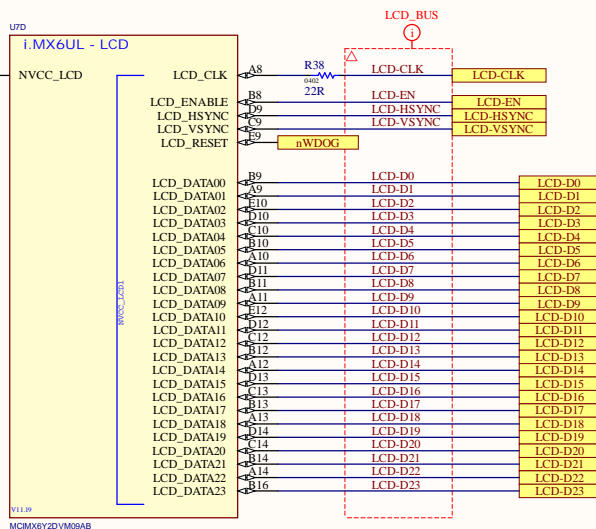 LCD_BUS
i
U7D
i.MX6UL - LCD
NVCC_LCD
NVCC_LCD1
LCD_CLK A8 R38 0402 22R LCD-CLK LCD-CLK
LCD_ENABLE B8 LCD-EN LCD-EN
LCD_HSYNC D9 LCD-HSYNC LCD-HSYNC
LCD_VSYNC C9 LCD-VSYNC LCD-VSYNC
LCD_RESET E9 nWDOG
LCD_DATA00 B9 LCD-D0 LCD-D0
LCD_DATA01 A9 LCD-D1 LCD-D1
LCD_DATA02 E10 LCD-D2 LCD-D2
LCD_DATA03 D10 LCD-D3 LCD-D3
LCD_DATA04 C10 LCD-D4 LCD-D4
LCD_DATA05 B10 LCD-D5 LCD-D5
LCD_DATA06 A10 LCD-D6 LCD-D6
LCD_DATA07 D11 LCD-D7 LCD-D7
LCD_DATA08 B11 LCD-D8 LCD-D8
LCD_DATA09 A11 LCD-D9 LCD-D9
LCD_DATA10 E12 LCD-D10 LCD-D10
LCD_DATA11 D12 LCD-D11 LCD-D11
LCD_DATA12 C12 LCD-D12 LCD-D12
LCD_DATA13 B12 LCD-D13 LCD-D13
LCD_DATA14 A12 LCD-D14 LCD-D14
LCD_DATA15 D13 LCD-D15 LCD-D15
LCD_DATA16 C13 LCD-D16 LCD-D16
LCD_DATA17 B13 LCD-D17 LCD-D17
LCD_DATA18 A13 LCD-D18 LCD-D18
LCD_DATA19 D14 LCD-D19 LCD-D19
LCD_DATA20 C14 LCD-D20 LCD-D20
LCD_DATA21 B14 LCD-D21 LCD-D21
LCD_DATA22 A14 LCD-D22 LCD-D22
LCD_DATA23 B16 LCD-D23 LCD-D23
V11.19
MCIMX6Y2DVM09AB